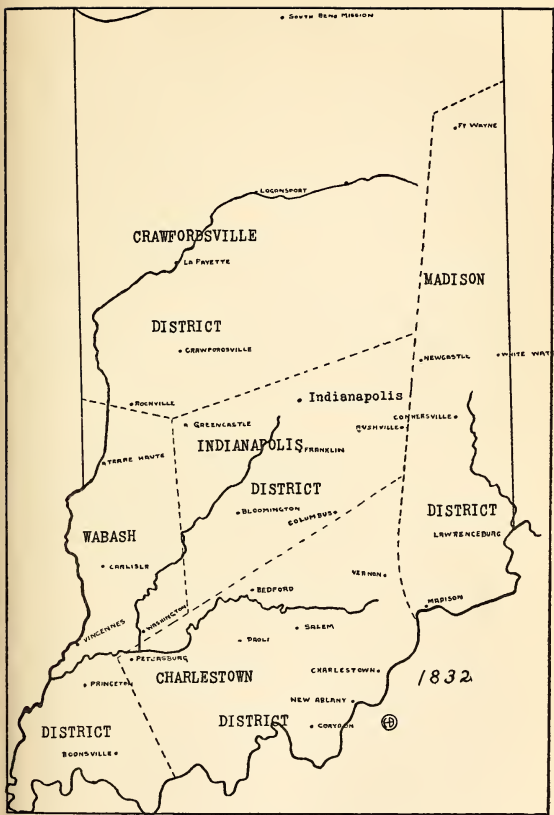 SOUTH BEND MISSION
FT WAYNE
LOGANSPORT
CRAWFORDSVILLE
LA FAYETTE
MADISON
DISTRICT
CRAWFORDSVILLE
NEWCASTLE
WHITE WAT
Indianapolis
ROCHVILLE
CONNERSVILLE
GREENCASTLE
RUSHVILLE
INDIANAPOLIS
FRANKLIN
TERRE HAUTE
DISTRICT
BLOOMINGTON
COLUMBUS
DISTRICT
WABASH
LAWRENCEBURG
CARLISLE
VERNON
BEDFORD
MADISON
WASHINGTON
SALEM
VINCENNES
PAOLI
PETERSBURG
CHARLESTOWN
CHARLESTOWN
1832
PRINCETON
NEW ALBANY
DISTRICT
CORYDON
DISTRICT
BOONSVILLE